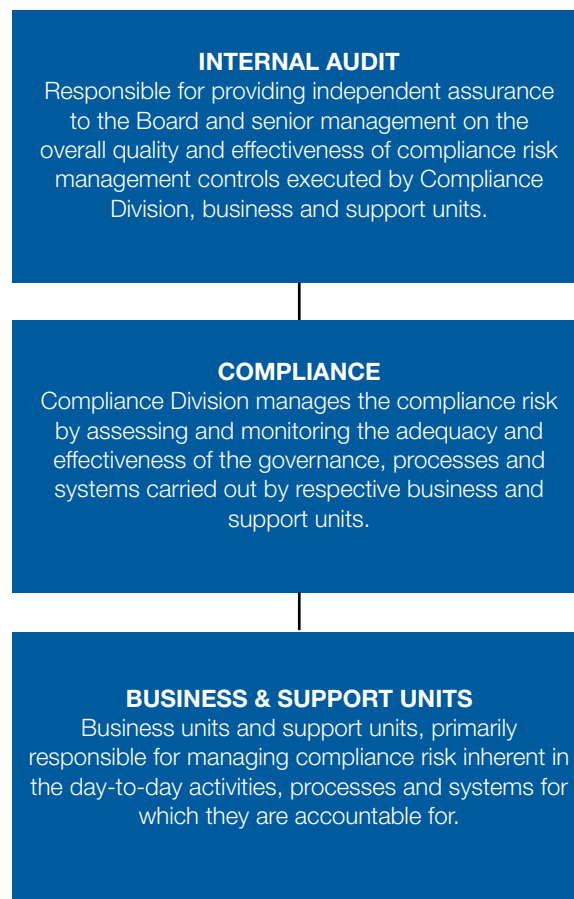 INTERNAL AUDIT
Responsible for providing independent assurance
to the Board and senior management on the
overall quality and effectiveness of compliance risk
management controls executed by Compliance
Division, business and support units.
COMPLIANCE
Compliance Division manages the compliance risk
by assessing and monitoring the adequacy and
effectiveness of the governance, processes and
systems carried out by respective business and
support units.
BUSINESS & SUPPORT UNITS
Business units and support units, primarily
responsible for managing compliance risk inherent in
the day-to-day activities, processes and systems for
which they are accountable for.